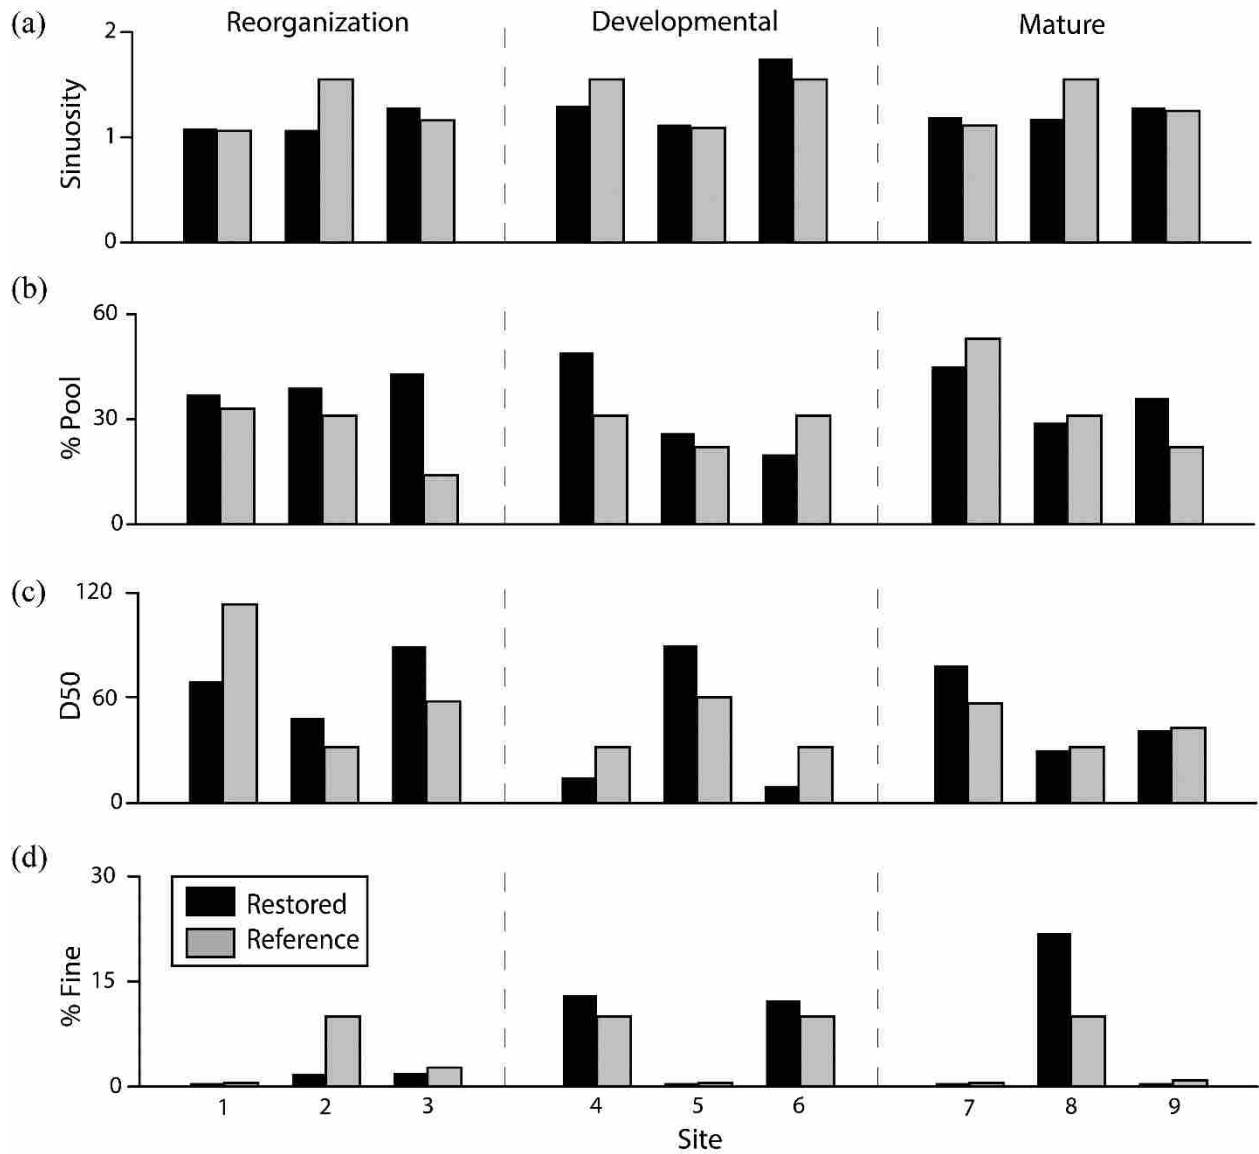 (a)
Reorganization
Developmental
Mature
2
1
0
Sinuosity
(b)
60
30
0
% Pool
(c)
120
60
0
D50
(d)
30
15
0
% Fine
Restored
Reference
1 2 3 4 5 6 7 8 9
Site